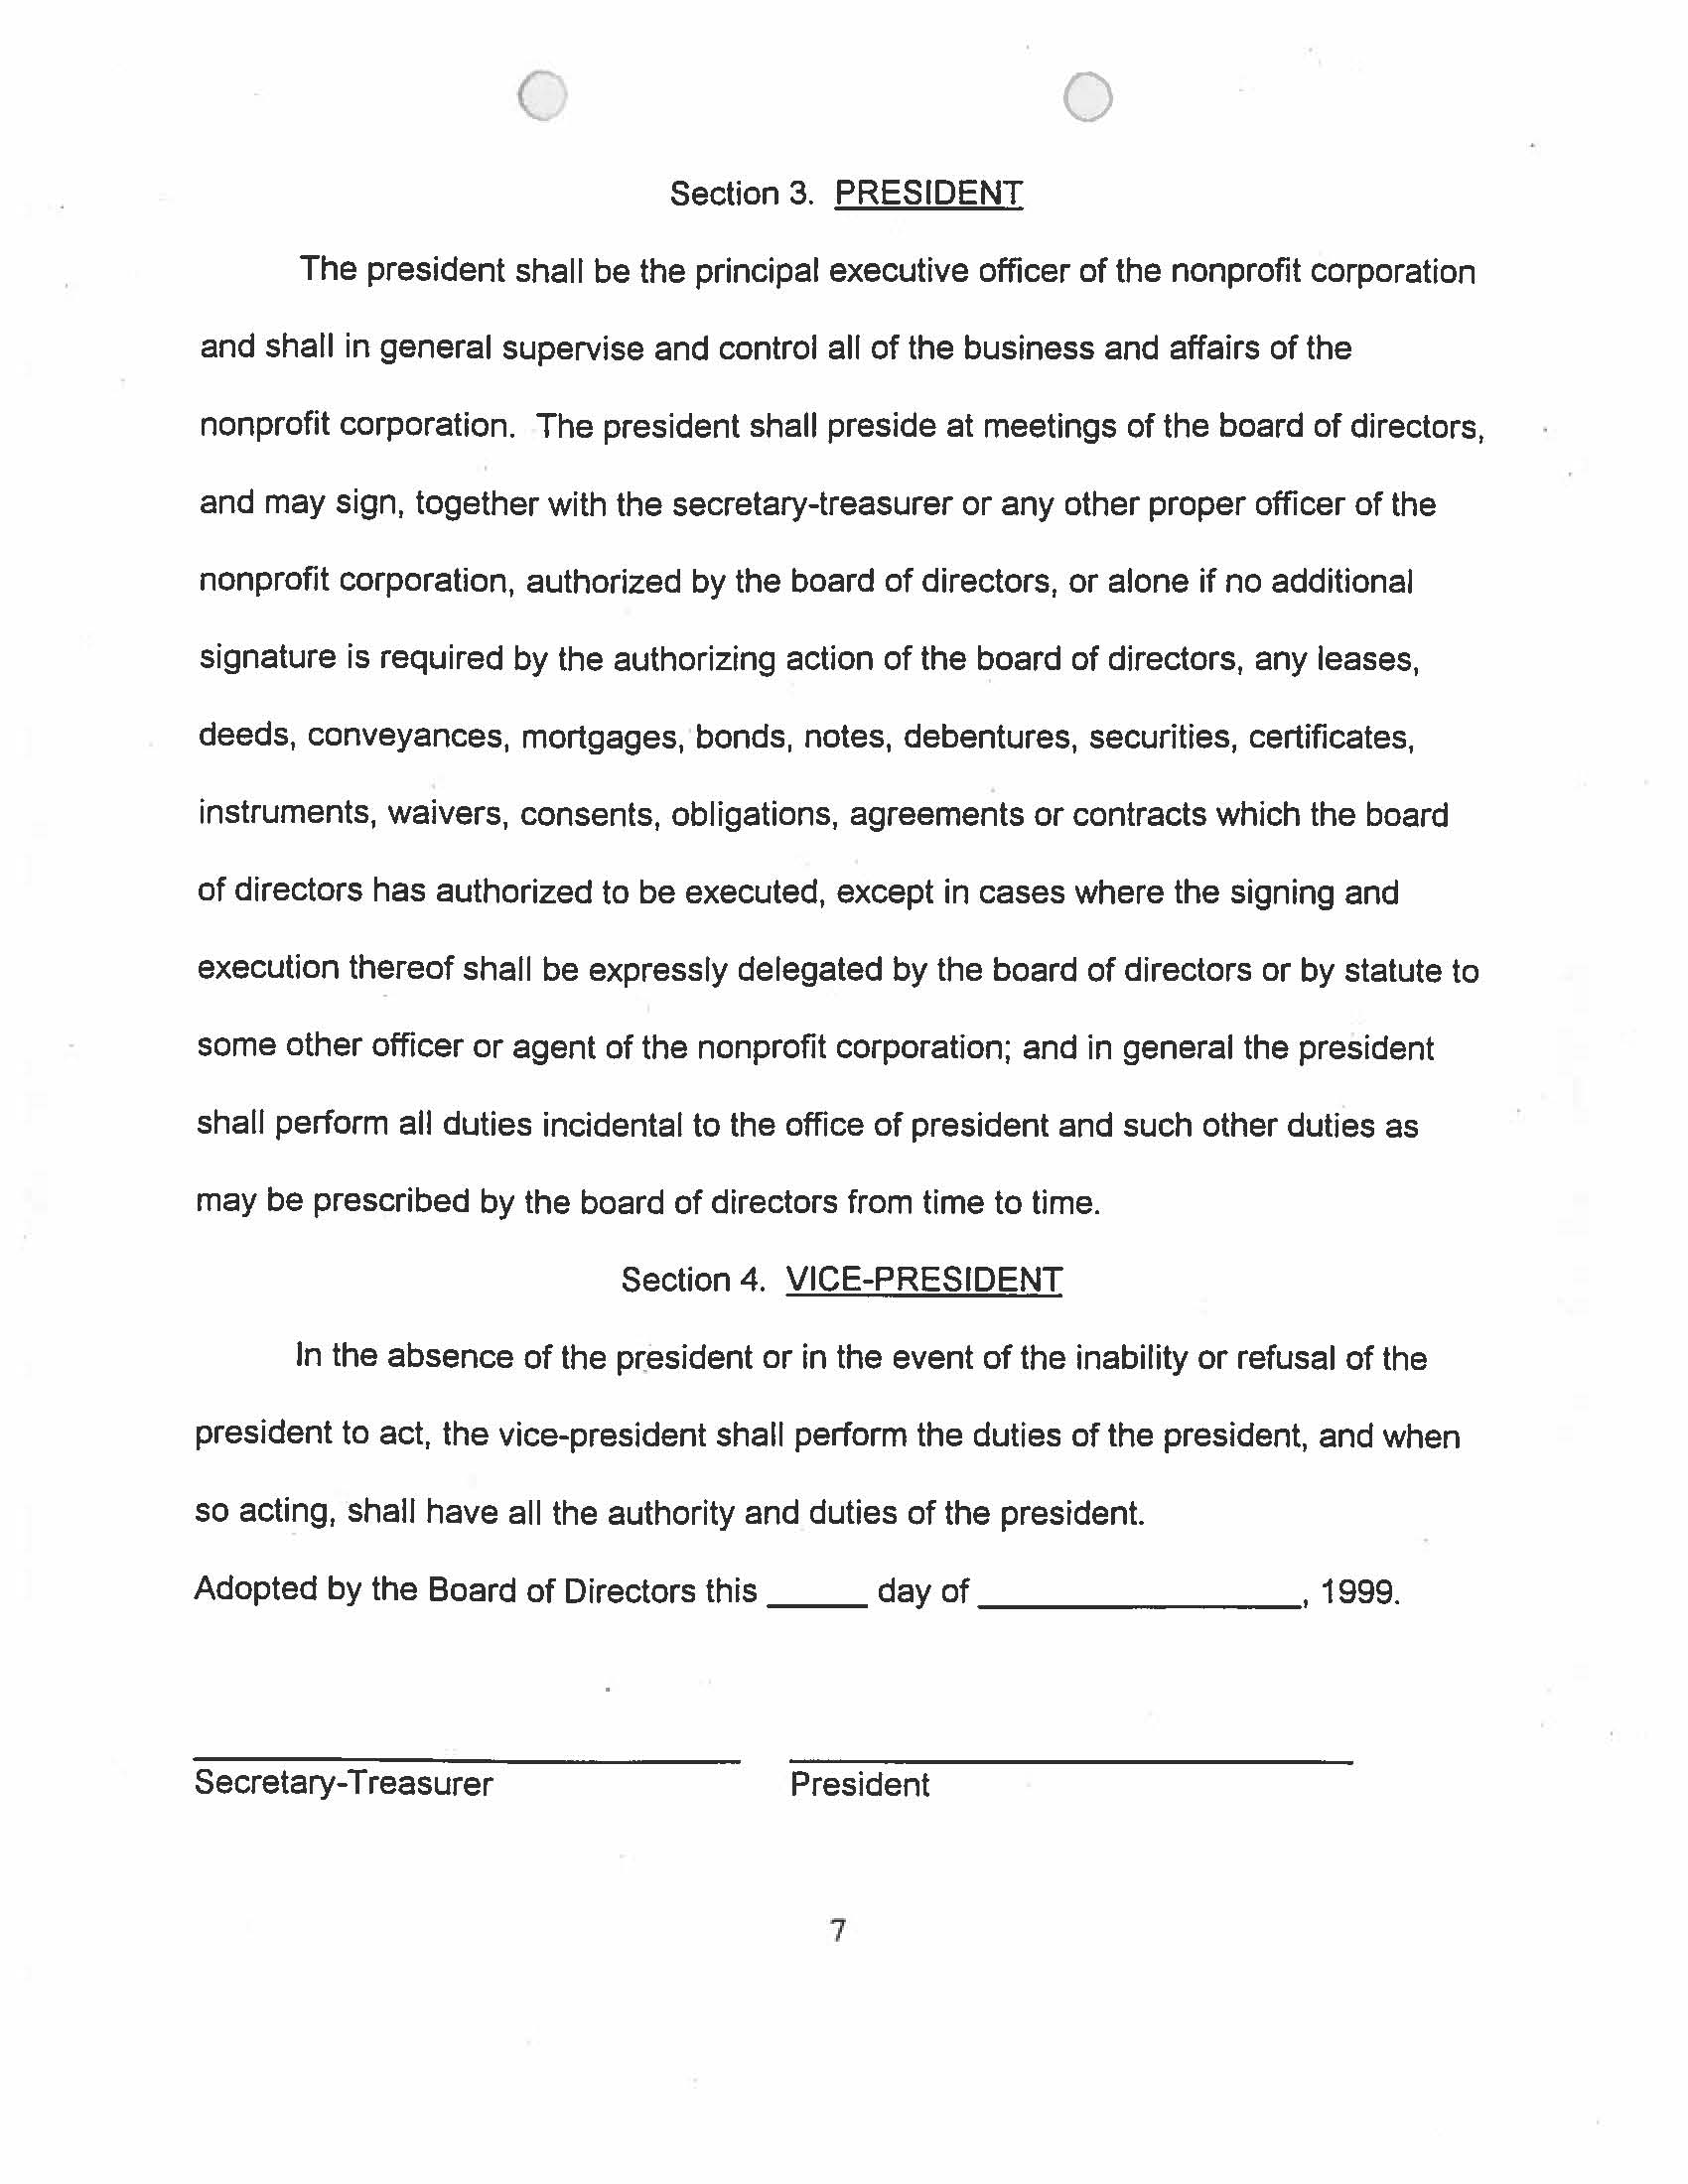 Section 3. PRESIDENT
The president shall be the principal executive officer of the nonprofit corporation
and shall in general supervise and control all of the business and affairs of the
nonprofit corporation. The president shall preside at meetings of the board of directors,
and may sign, together with the secretary-treasurer or any other proper officer of the
nonprofit corporation, authorized by the board of directors, or alone if no additional
signature is required by the authorizing action of the board of directors, any leases,
deeds, conveyances, mortgages, bonds, notes, debentures, securities, certificates,
instruments, waivers, consents, obligations, agreements or contracts which the board
of directors has authorized to be executed, except in cases where the signing and
execution thereof shall be expressly delegated by the board of directors or by statute to
some other officer or agent of the nonprofit corporation; and in general the president
shall perform all duties incidental to the office of president and such other duties as
may be prescribed by the board of directors from time to time.
Section 4. VICE-PRESIDENT
In the absence of the president or in the event of the inability or refusal of the
president to act, the vice-president shall perform the duties of the president, and when
so acting, shall have all the authority and duties of the president.
Adopted by the Board of Directors this ______ day of ___________________, 1999.
Secretary-Treasurer President
7